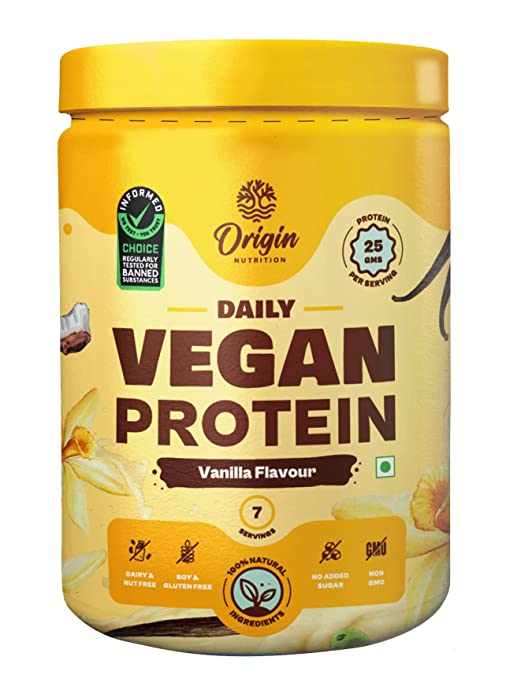 INFORMED
WE TEST • YOU TRUST
CHOICE
REGULARLY
TESTED FOR
BANNED
SUBSTANCES
Origin
NUTRITION
PROTEIN
25
GMS
PER SERVING
DAILY
VEGAN
PROTEIN
Vanilla Flavour
7
SERVINGS
DAIRY &
NUT FREE
SOY &
GLUTEN FREE
100% NATURAL
INGREDIENTS
NO ADDED
SUGAR
GMO
NON
GMO